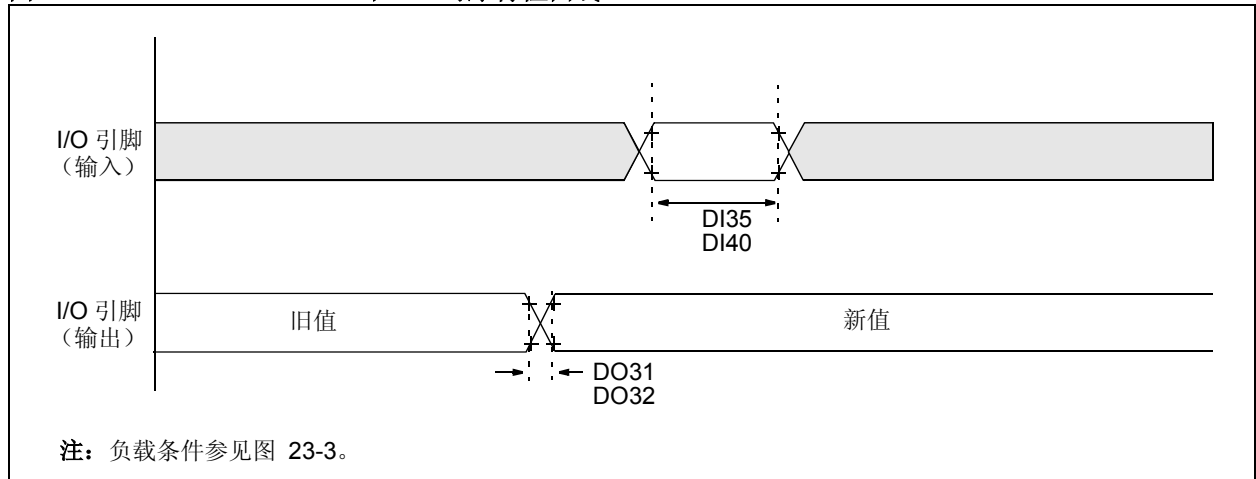 I/O 引脚
（输入）
DI35
DI40
I/O 引脚
（输出）
旧值
新值
DO31
DO32
注：负载条件参见图 23-3。